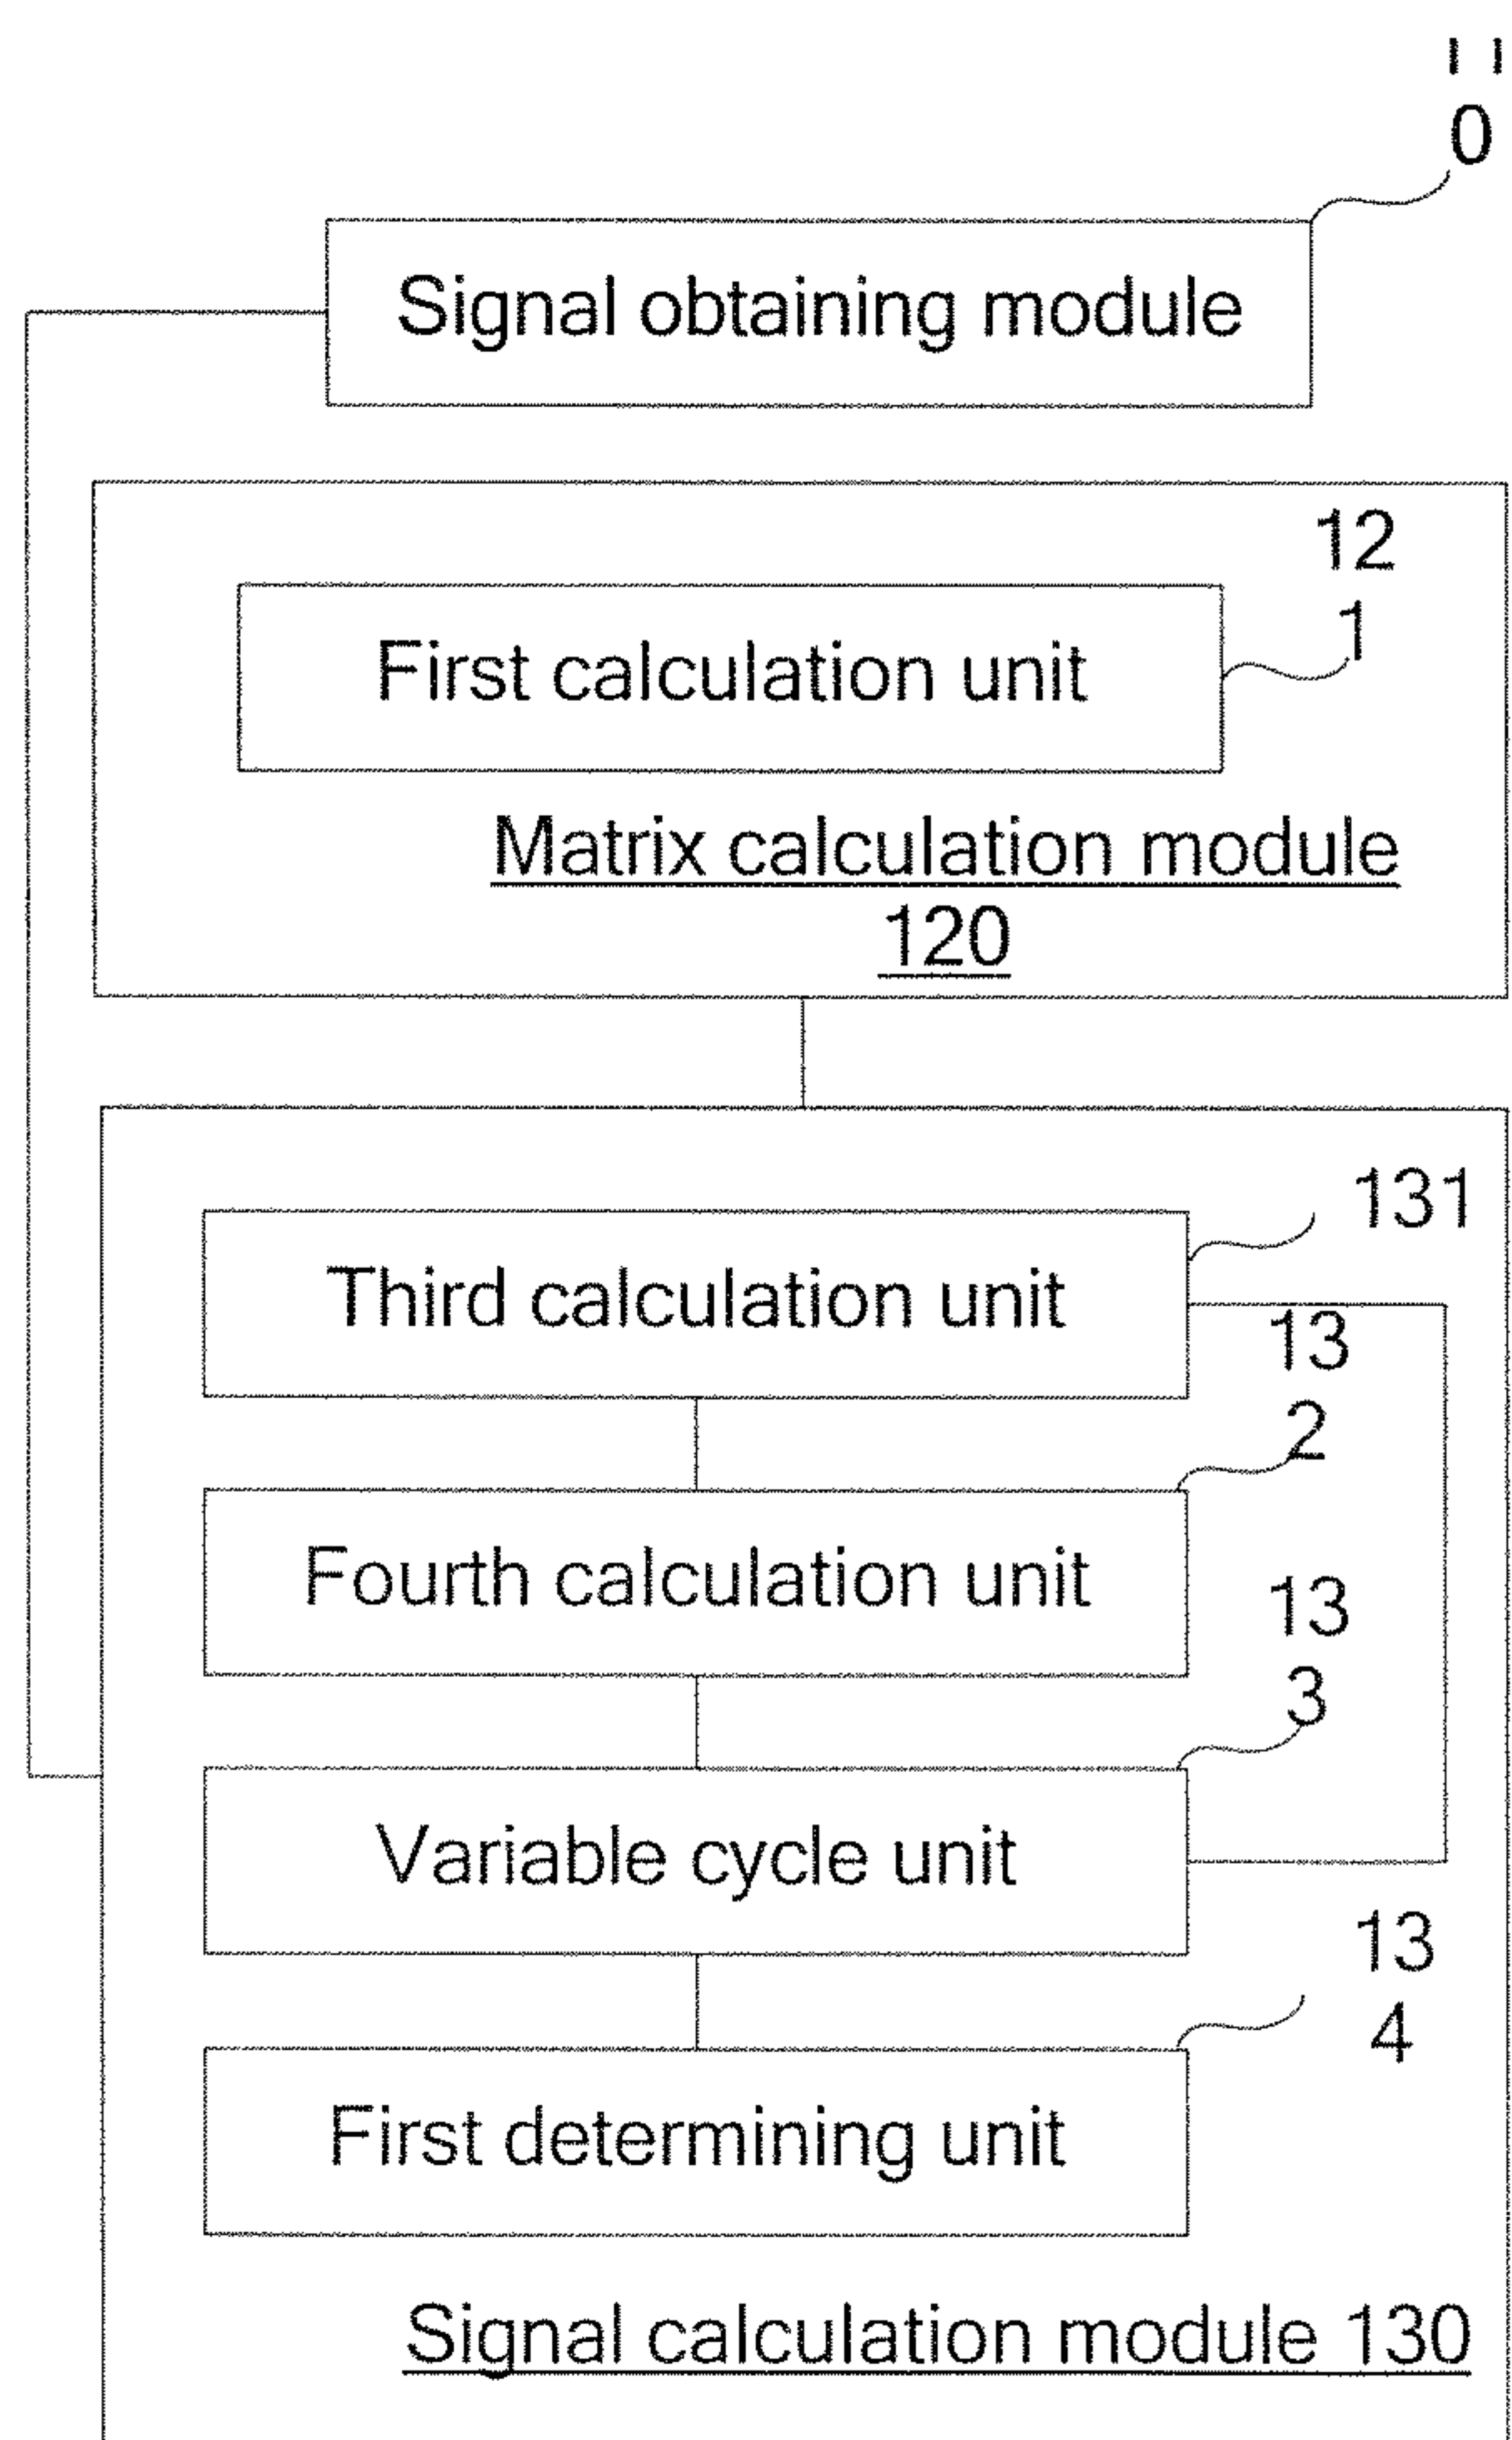 0
Signal obtaining module
12
1
First calculation unit
Matrix calculation module
120
131
Third calculation unit
13
2
Fourth calculation unit
13
3
Variable cycle unit
13
4
First determining unit
Signal calculation module 130